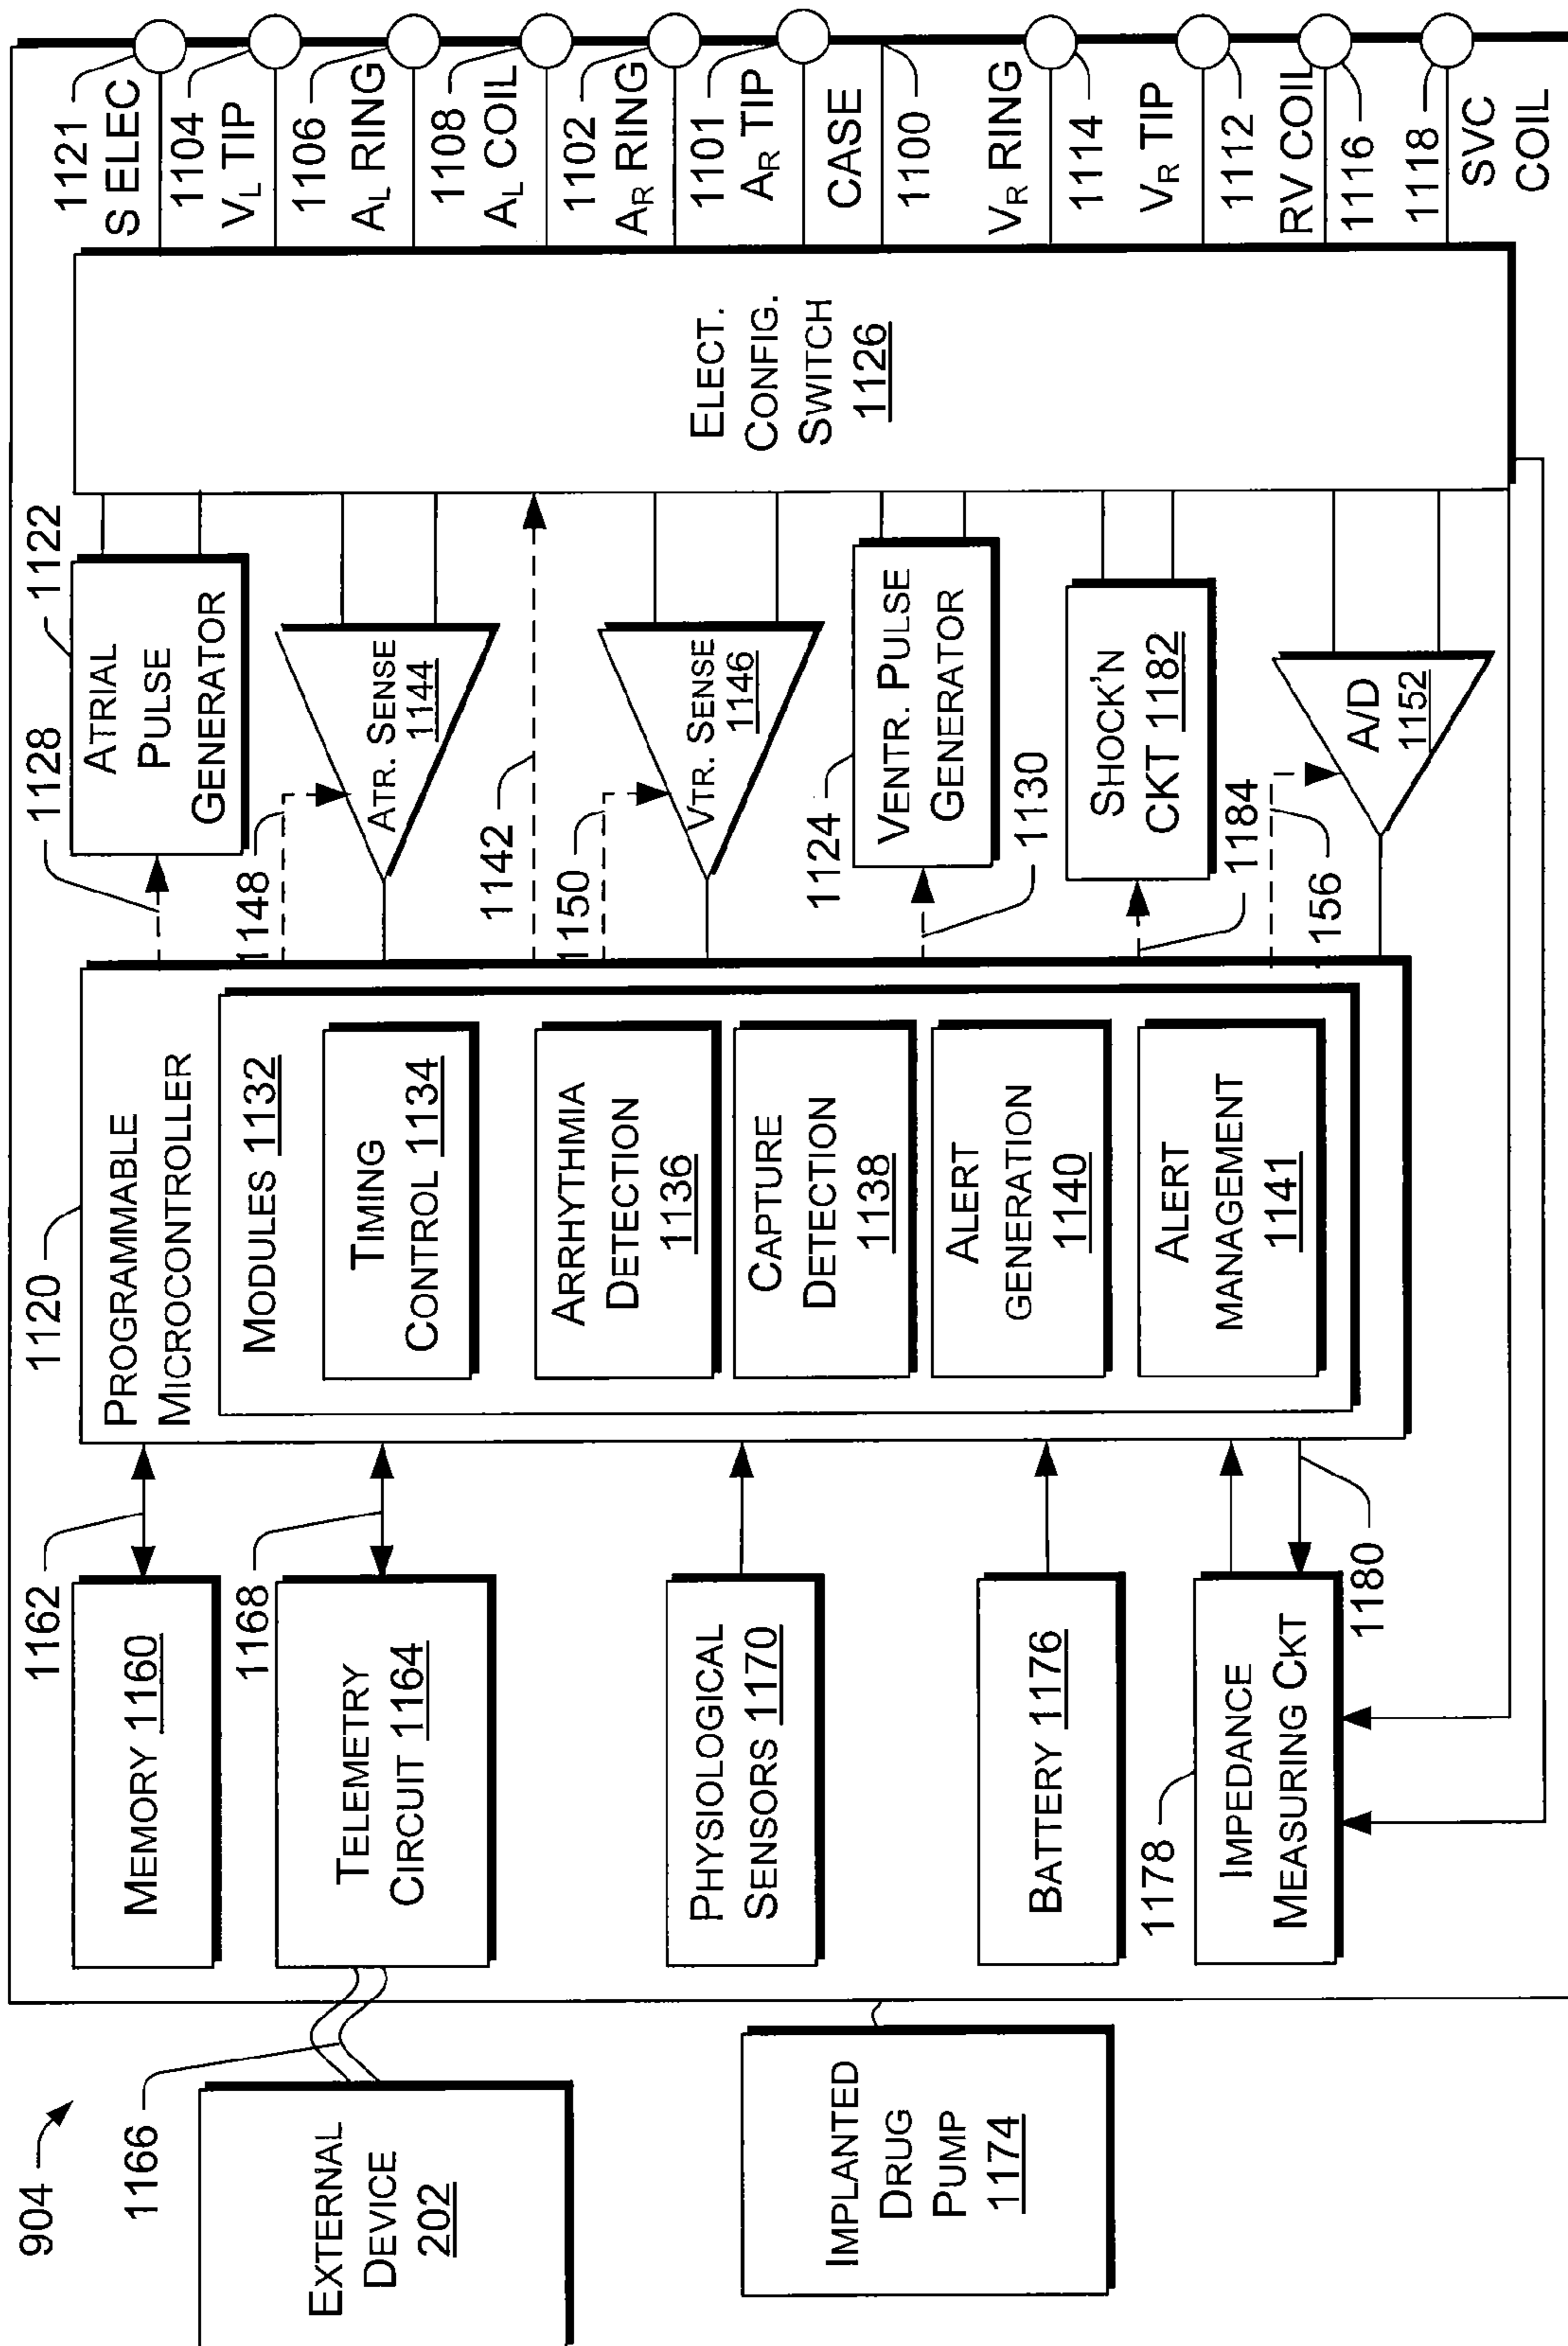 904
1166
EXTERNAL
DEVICE
202
IMPLANTED
DRUG
PUMP
1174
1162
MEMORY 1160
1168
TELEMETRY
CIRCUIT 1164
PHYSIOLOGICAL
SENSORS 1170
BATTERY 1176
1178
IMPEDANCE
MEASURING CKT
1180
1120
PROGRAMMABLE
MICROCONTROLLER
MODULES 1132
TIMING
CONTROL 1134
ARRHYTHMIA
DETECTION
1136
CAPTURE
DETECTION
1138
ALERT
GENERATION
1140
ALERT
MANAGEMENT
1141
1128
1122
ATRIAL
PULSE
GENERATOR
1148
ATR. SENSE
1144
1142
1150
VTR. SENSE
1146
1124
VENTR. PULSE
GENERATOR
1130
SHOCK'N
CKT 1182
1184
156
A/D
1152
ELECT.
CONFIG.
SWITCH
1126
1121
S ELEC
1104
VL TIP
1106
AL RING
1108
AL COIL
1102
AR RING
1101
AR TIP
CASE
1100
VR RING
1114
VR TIP
1112
RV COIL
1116
1118
SVC
COIL